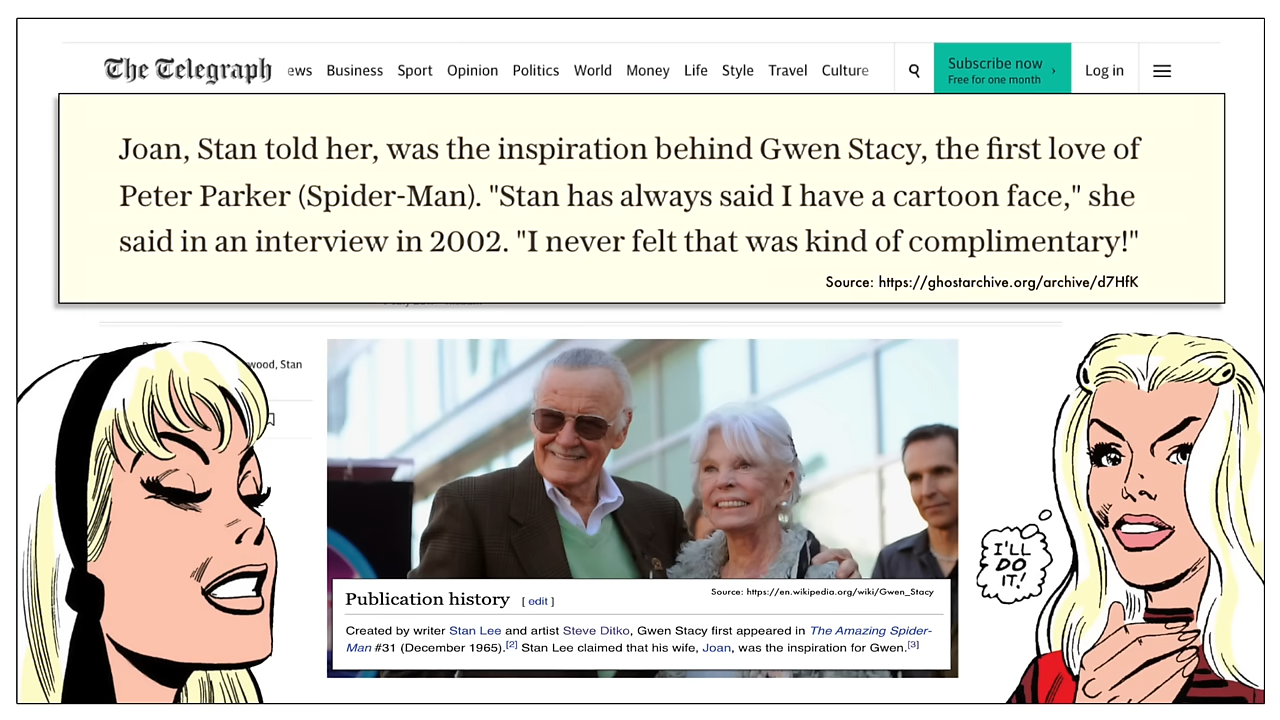 The Telegraph ews Business Sport Opinion Politics World Money Life Style Travel Culture Subscribe now › Log in
Free for one month
Joan, Stan told her, was the inspiration behind Gwen Stacy, the first love of
Peter Parker (Spider-Man). "Stan has always said I have a cartoon face," she
said in an interview in 2002. "I never felt that was kind of complimentary!"
Source: https://ghostarchive.org/archive/d7HfK
wood, Stan
I'LL
DO
IT!
Publication history [ edit ] Source: https://en.wikipedia.org/wiki/Gwen_Stacy
Created by writer Stan Lee and artist Steve Ditko, Gwen Stacy first appeared in The Amazing Spider-
Man #31 (December 1965).[2] Stan Lee claimed that his wife, Joan, was the inspiration for Gwen.[3]